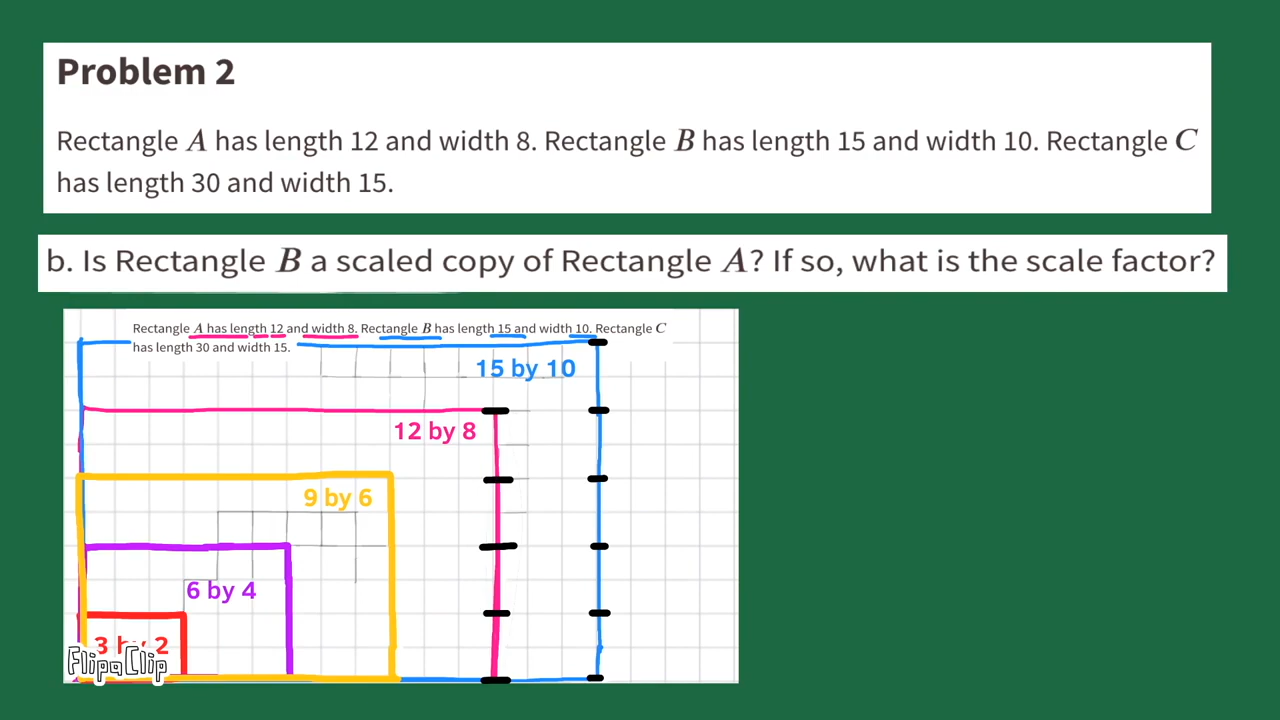 Problem 2
Rectangle A has length 12 and width 8. Rectangle B has length 15 and width 10. Rectangle C
has length 30 and width 15.
b. Is Rectangle B a scaled copy of Rectangle A? If so, what is the scale factor?
Rectangle A has length 12 and width 8. Rectangle B has length 15 and width 10. Rectangle C
has length 30 and width 15.
15 by 10
12 by 8
9 by 6
6 by 4
3 by 2
FlipaClip